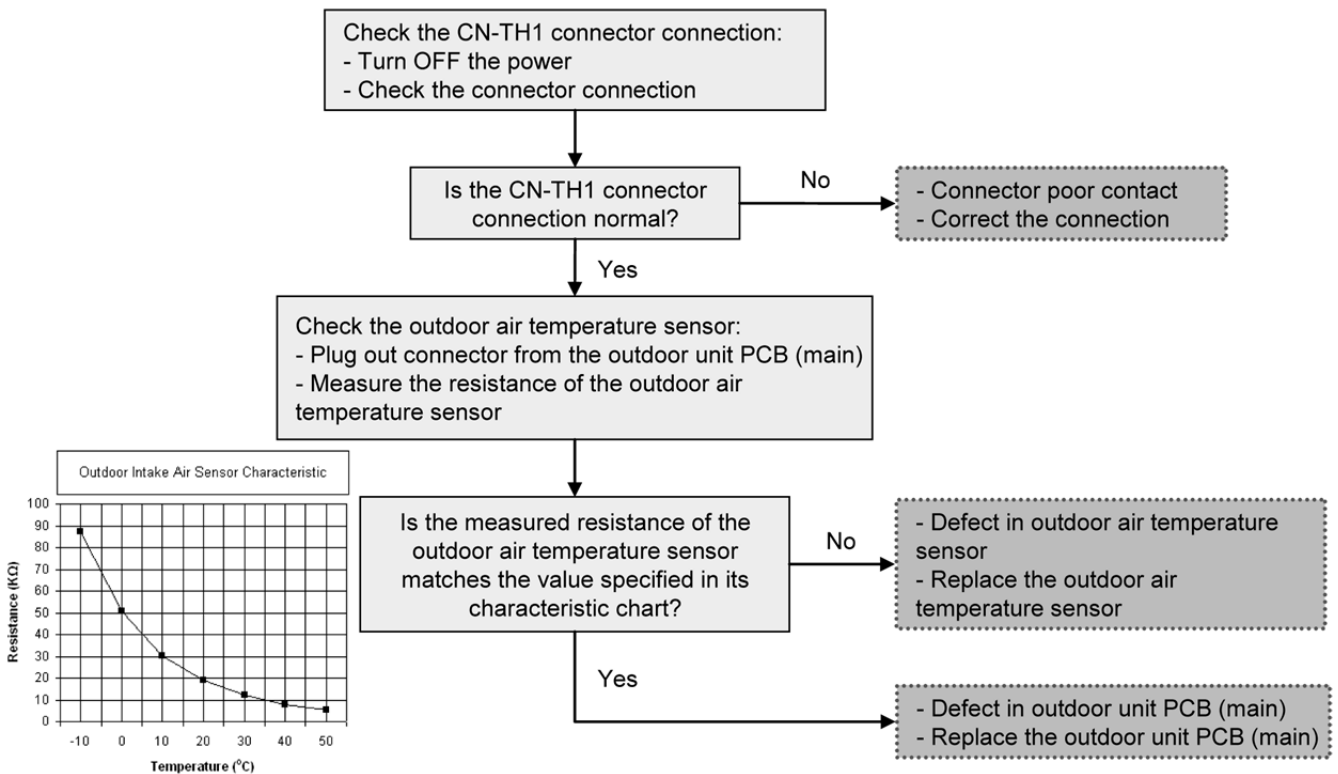 Check the CN-TH1 connector connection:
- Turn OFF the power
- Check the connector connection
Is the CN-TH1 connector
connection normal?
No
- Connector poor contact
- Correct the connection
Yes
Check the outdoor air temperature sensor:
- Plug out connector from the outdoor unit PCB (main)
- Measure the resistance of the outdoor air
temperature sensor
Outdoor Intake Air Sensor Characteristic
100
90
80
70
60
50
40
30
20
10
0
Resistance (KΩ)
-10 0 10 20 30 40 50
Temperature (°C)
Is the measured resistance of the
outdoor air temperature sensor
matches the value specified in its
characteristic chart?
No
- Defect in outdoor air temperature
sensor
- Replace the outdoor air
temperature sensor
Yes
- Defect in outdoor unit PCB (main)
- Replace the outdoor unit PCB (main)